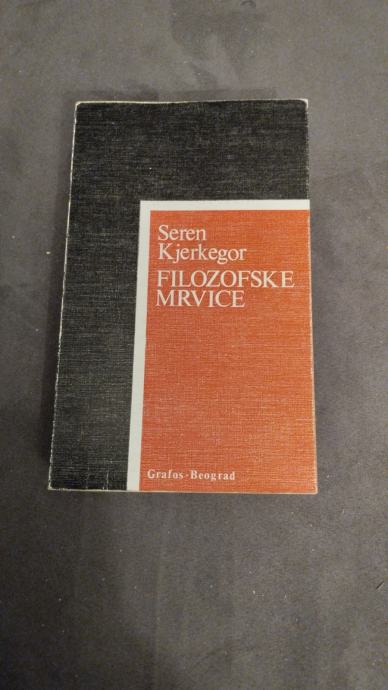 Seren
Kjerkegor
FILOZOFSKE
MRVICE
Grafos-Beograd